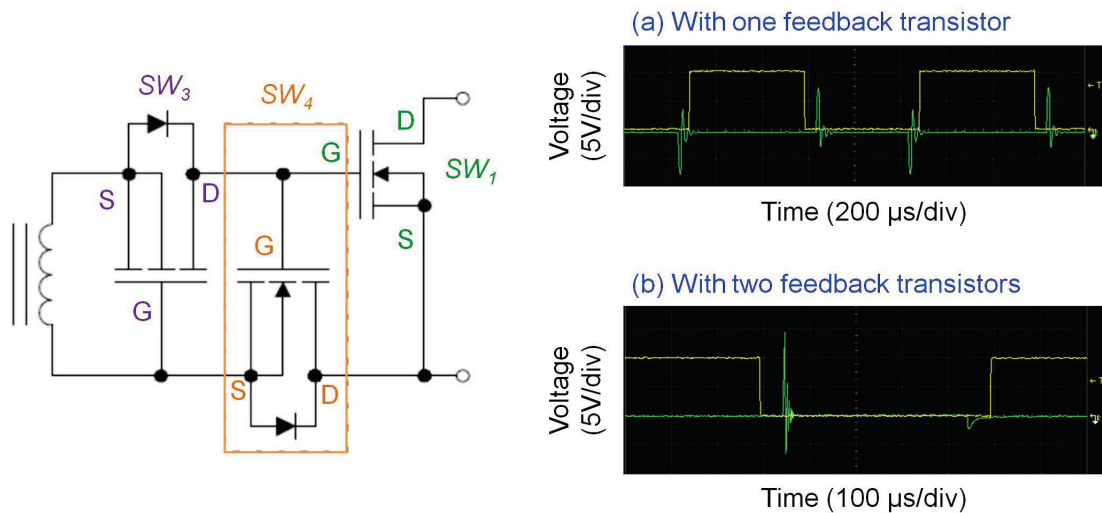 SW3
SW4
D
G
SW1
S
D
S
G
G
S
D
(a) With one feedback transistor
Voltage
(5V/div)
Time (200 µs/div)
(b) With two feedback transistors
Voltage
(5V/div)
Time (100 µs/div)